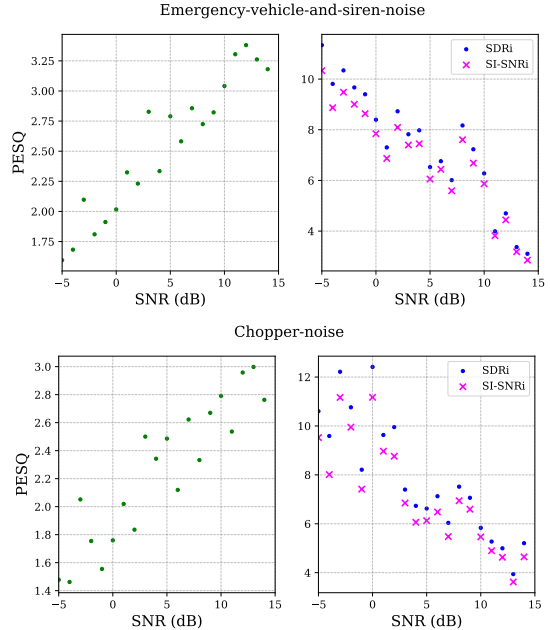 Emergency-vehicle-and-siren-noise
3.25
3.00
2.75
2.50
2.25
2.00
1.75
PESQ
−5 0 5 10 15
SNR (dB)
10
8
6
4
SDRi
SI-SNRi
−5 0 5 10 15
SNR (dB)
Chopper-noise
3.0
2.8
2.6
2.4
2.2
2.0
1.8
1.6
1.4
PESQ
−5 0 5 10 15
SNR (dB)
12
10
8
6
4
SDRi
SI-SNRi
−5 0 5 10 15
SNR (dB)